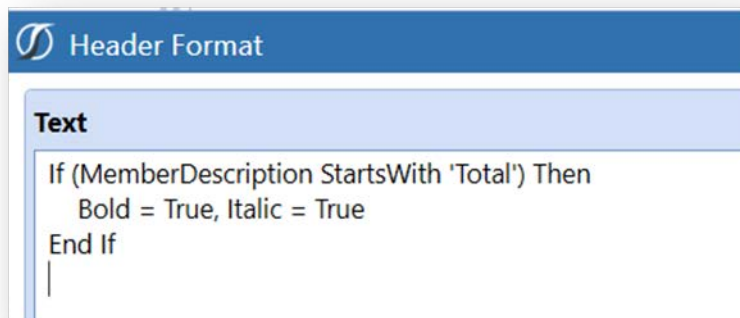 Header Format
Text
If (MemberDescription StartsWith 'Total') Then
Bold = True, Italic = True
End If